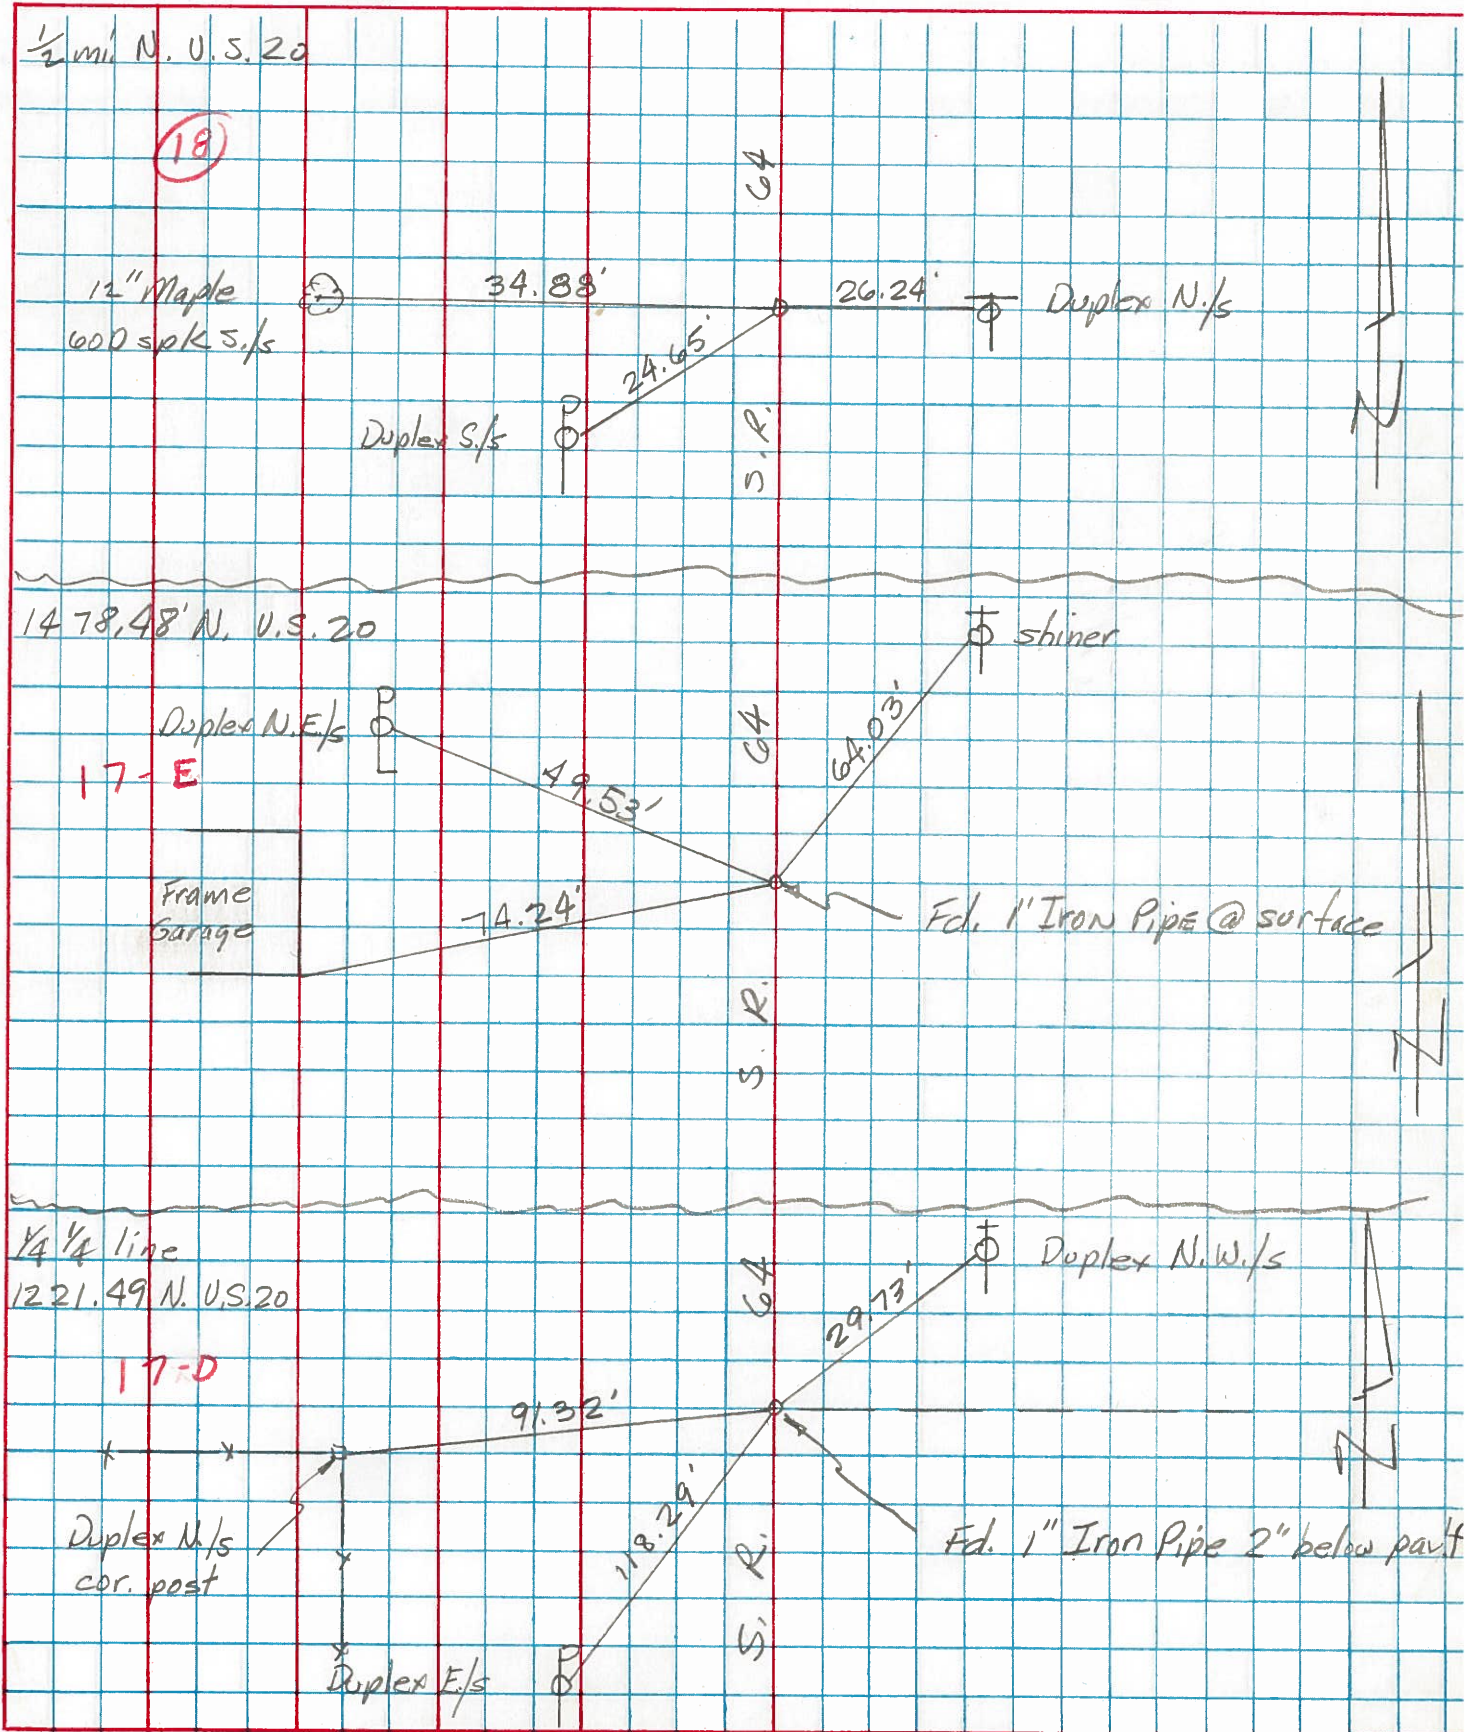 1/2 mi. N. U.S. 20
18
64
12" Maple
60D spk S./s
34.88'
26.24'
Duplex N./s
24.65'
Duplex S./s
S. R.
N
1478.48' N. U.S. 20
shiner
Duplex N.E./s
17-E
64
64.03'
49.53'
Frame
Garage
74.24'
Fd. 1" Iron Pipe @ surface
S. R.
N
1/4 1/4 line
1221.49 N. U.S. 20
17-D
64
Duplex N.W./s
29.73'
91.32'
N
Duplex N./s
cor. post
118.29'
S. R.
Fd. 1" Iron Pipe 2" below pav't
Duplex E./s